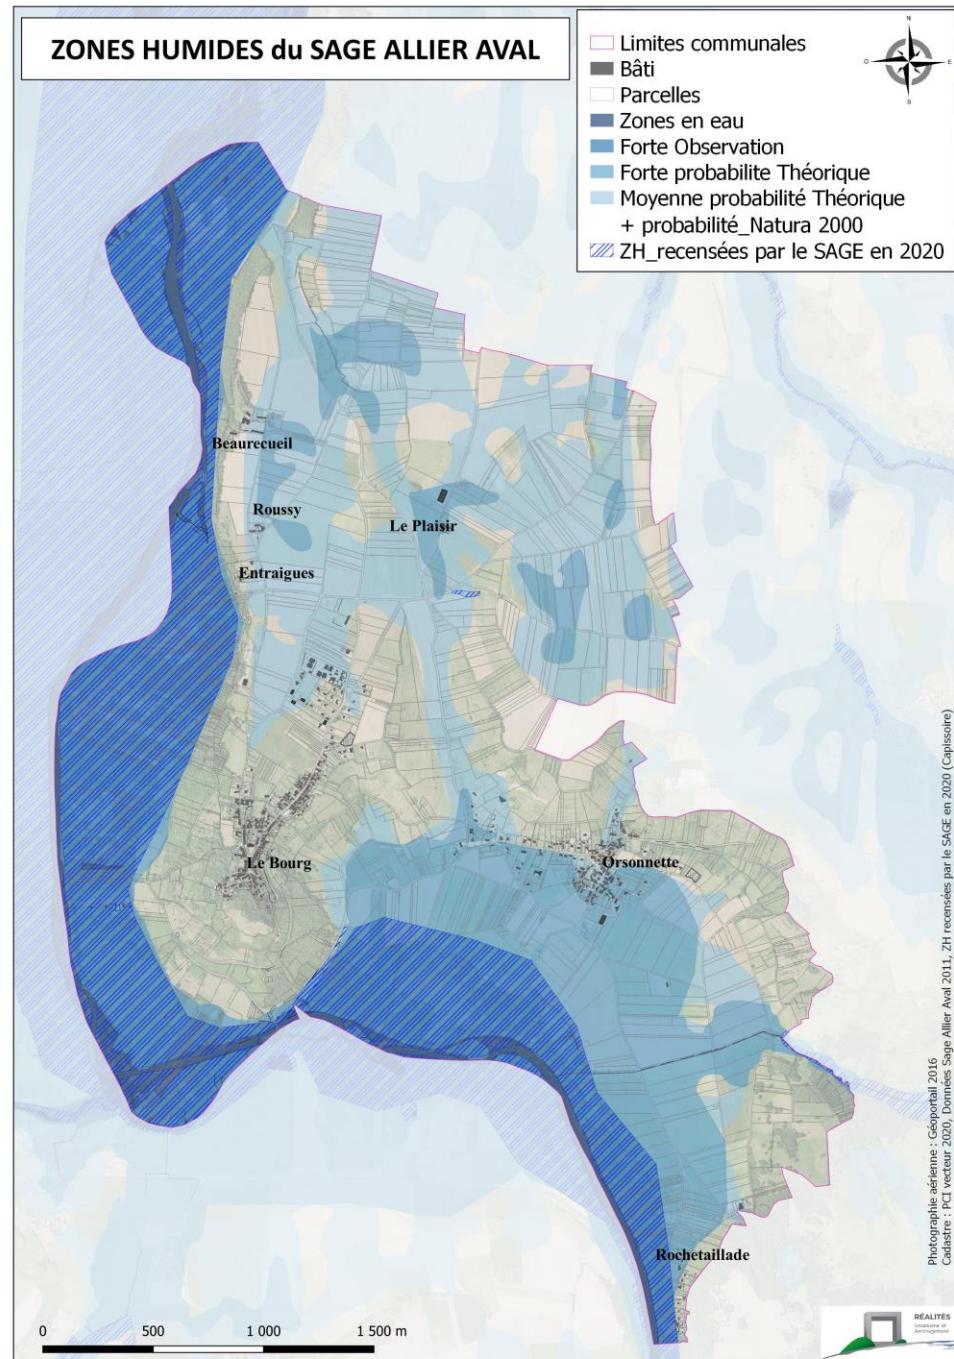 ZONES HUMIDES du SAGE ALLIER AVAL
Limites communales
Bâti
Parcelles
Zones en eau
Forte Observation
Forte probabilite Théorique
Moyenne probabilité Théorique
+ probabilité_Natura 2000
ZH_recensées par le SAGE en 2020
N
O
E
S
Beaurecueil
Roussy
Le Plaisir
Entraigues
Le Bourg
Orsonnette
Rochetaillade
Photographie aérienne : Géoportail 2016
Cadastre : PCI vecteur 2020, Données Sage Allier Aval 2011, ZH recensées par le SAGE en 2020 (Capissoire)
0 500 1 000 1 500 m
RÉALITÉS
Urbanisme et
Aménagement